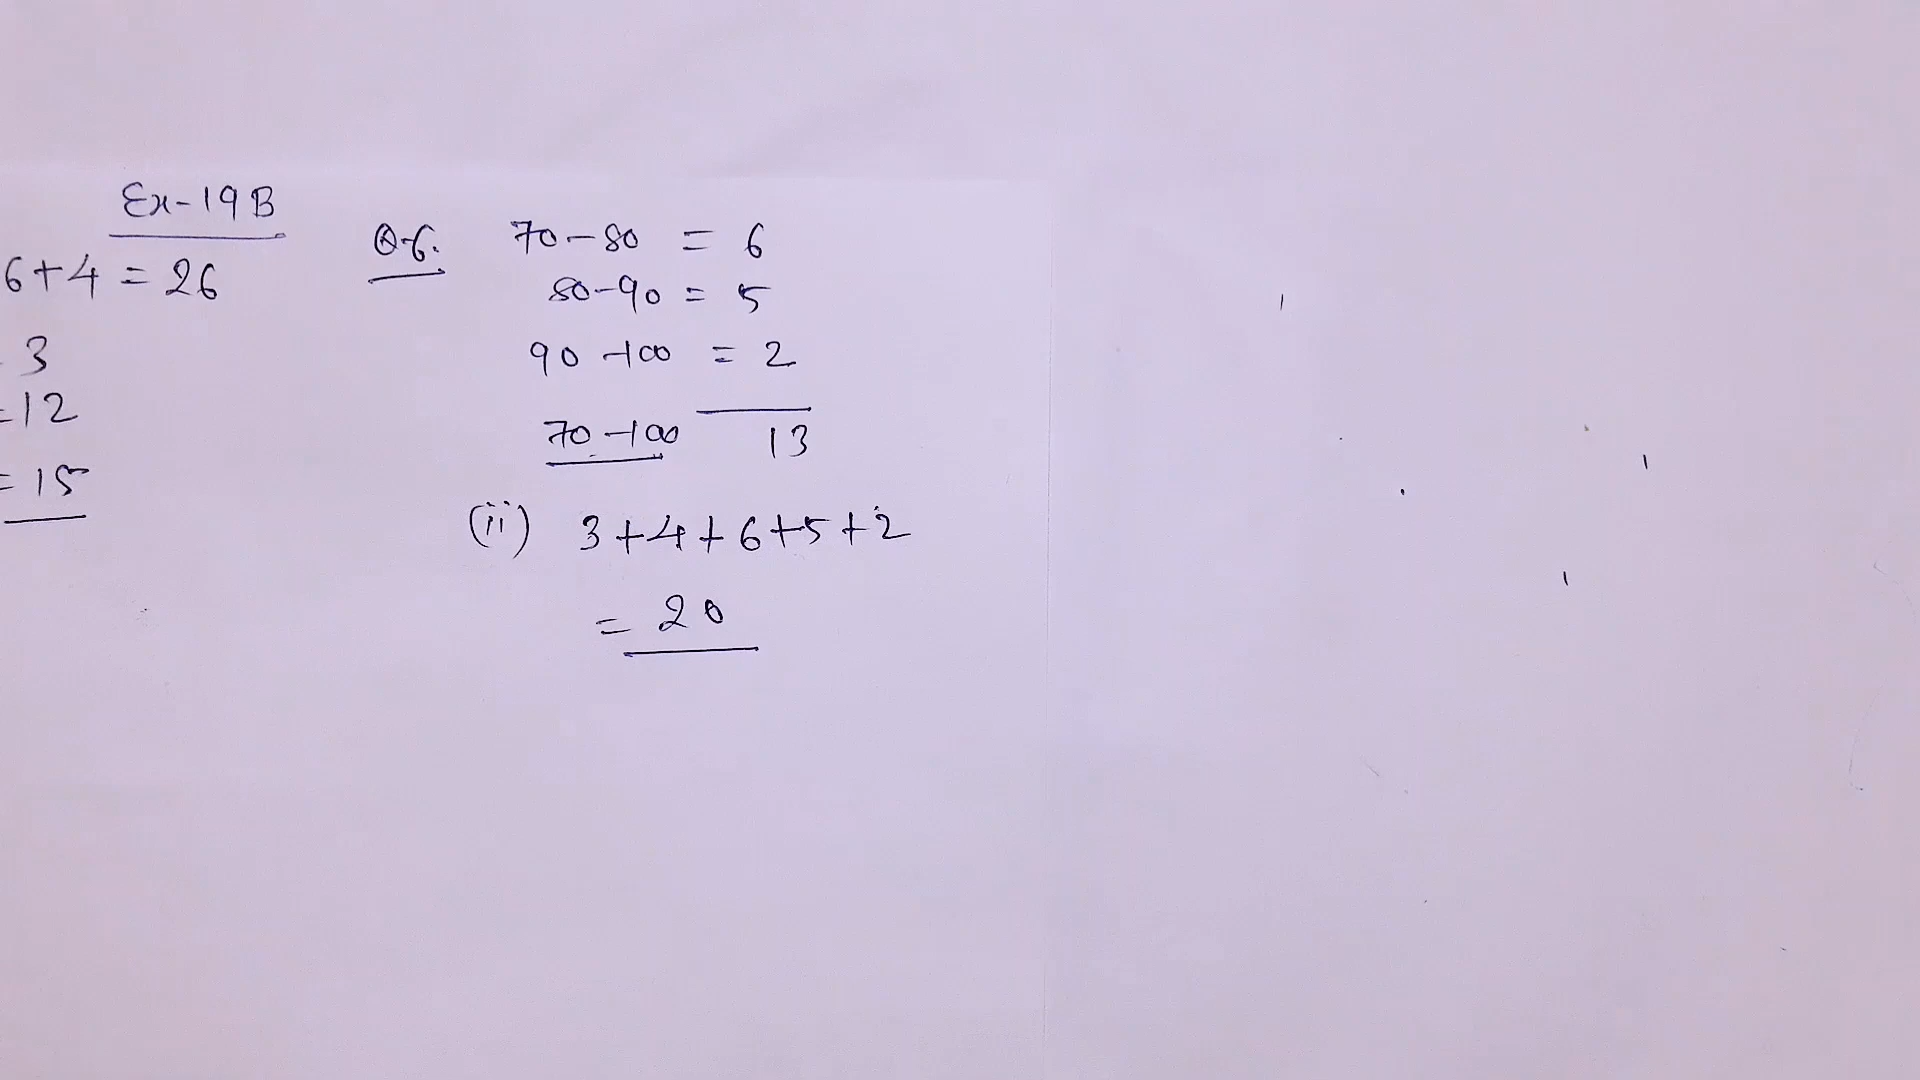 Ex-19B
6+4 = 26
3
=12
= 15
Q-6. 70-80 = 6
80-90 = 5
90-100 = 2
70-100 13
(ii) 3+4+6+5+2
= 20